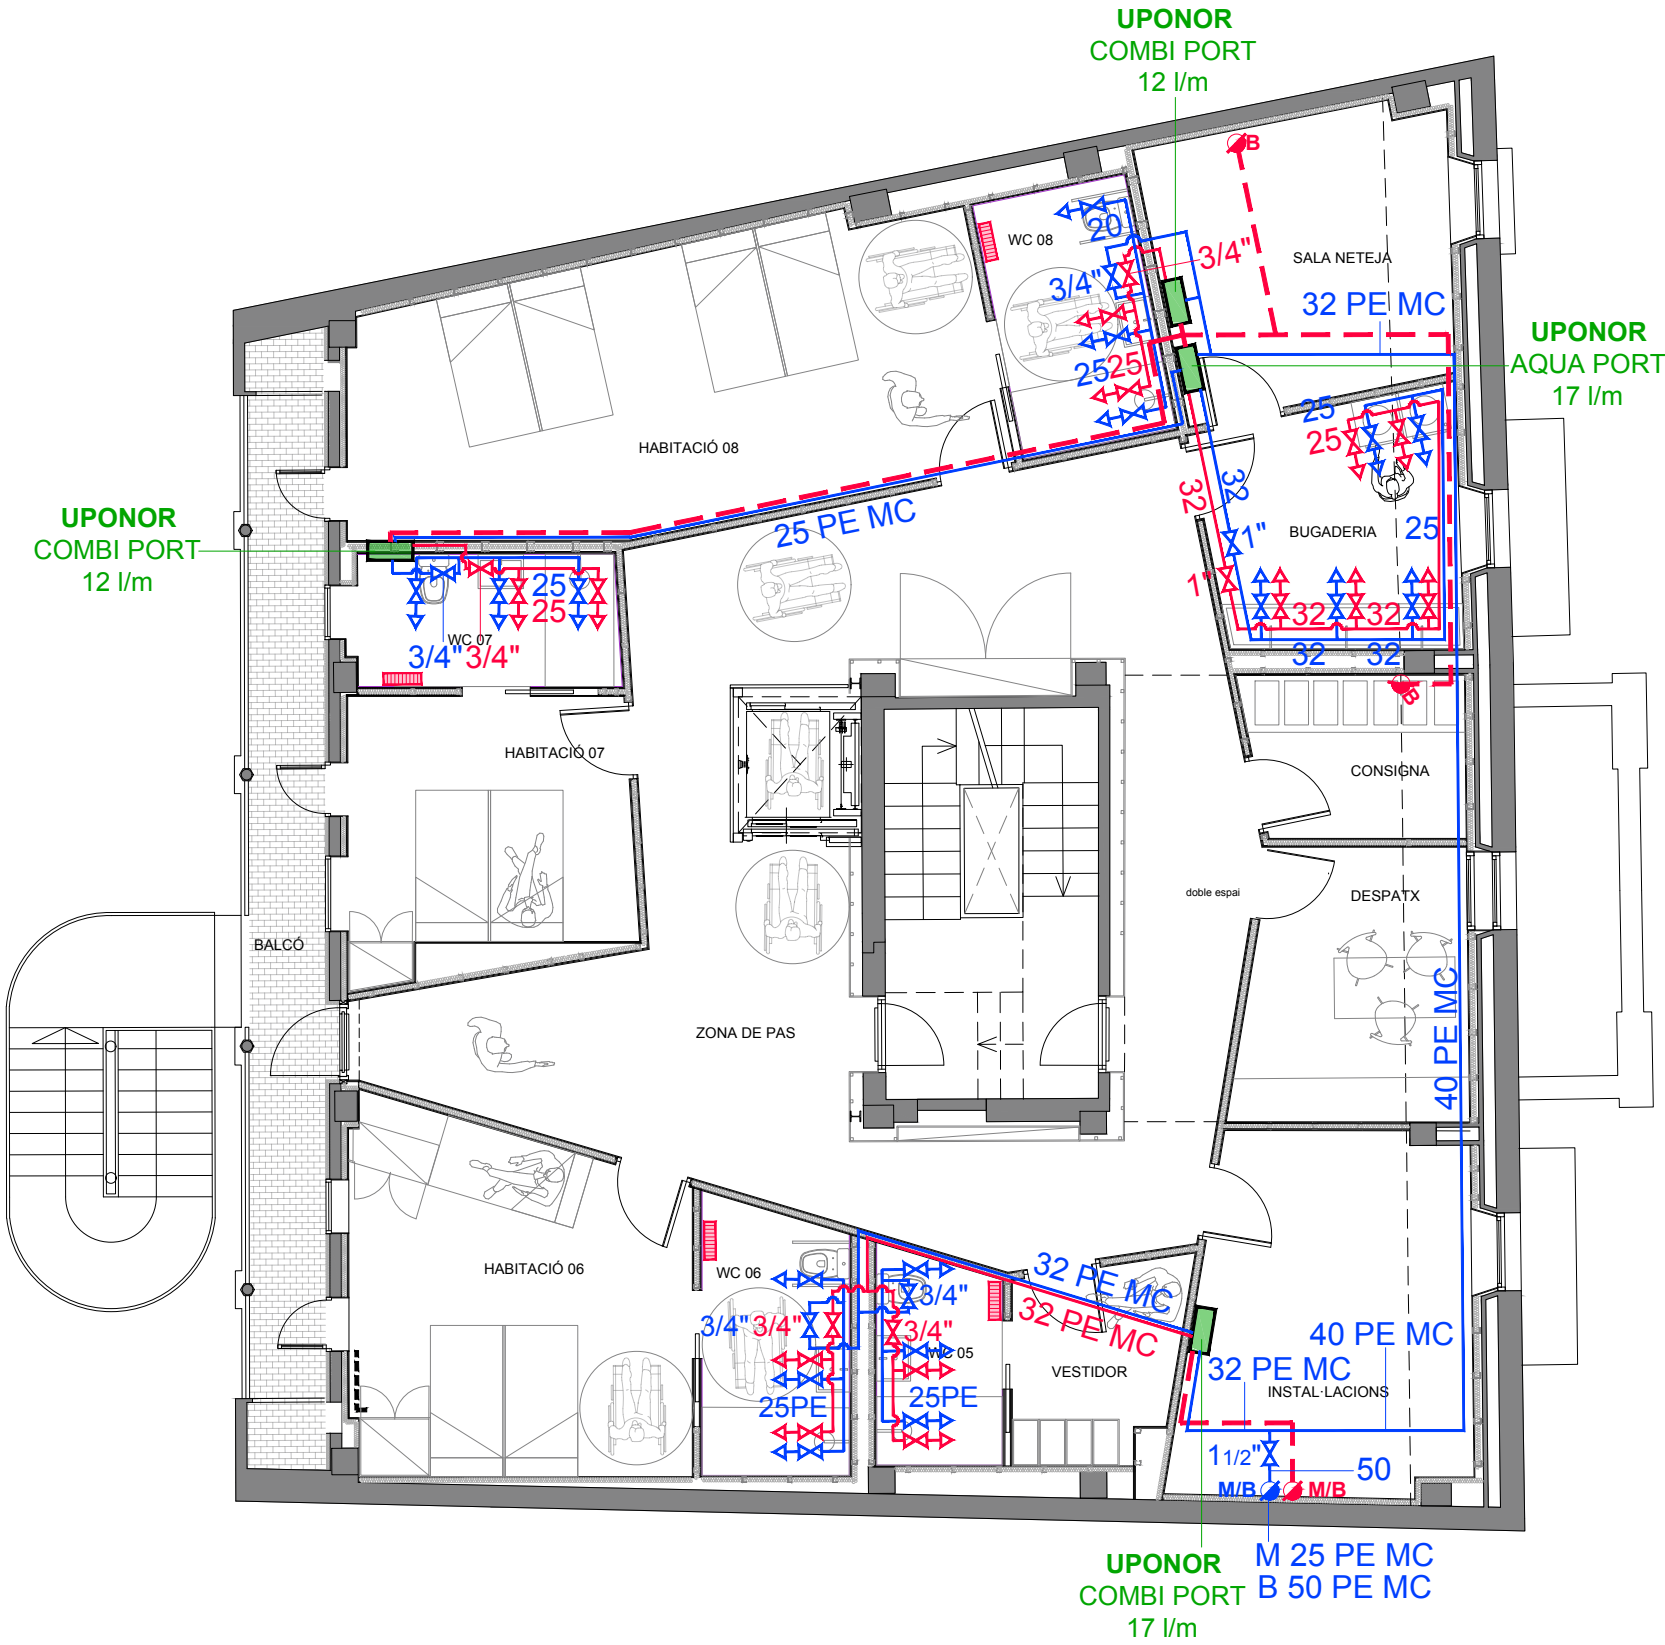 UPONOR
COMBI PORT
12 l/m
B
20
WC 08
3/4"
3/4"
SALA NETEJA
32 PE MC
UPONOR
AQUA PORT
17 l/m
25
25
25
25
HABITACIÓ 08
32
32
UPONOR
COMBI PORT
12 l/m
25 PE MC
1"
BUGADERIA
25
1"
25
25
WC 07
3/4"
3/4"
32
32
32
32
B
HABITACIÓ 07
CONSIGNA
doble espai
DESPATX
BALCÓ
ZONA DE PAS
40 PE MC
HABITACIÓ 06
WC 06
32 PE MC
32 PE MC
3/4"
3/4"
3/4"
3/4"
WC 05
VESTIDOR
40 PE MC
32 PE MC
INSTAL·LACIONS
25PE
25PE
1 1/2"
50
M/B
M/B
UPONOR
COMBI PORT
17 l/m
M 25 PE MC
B 50 PE MC